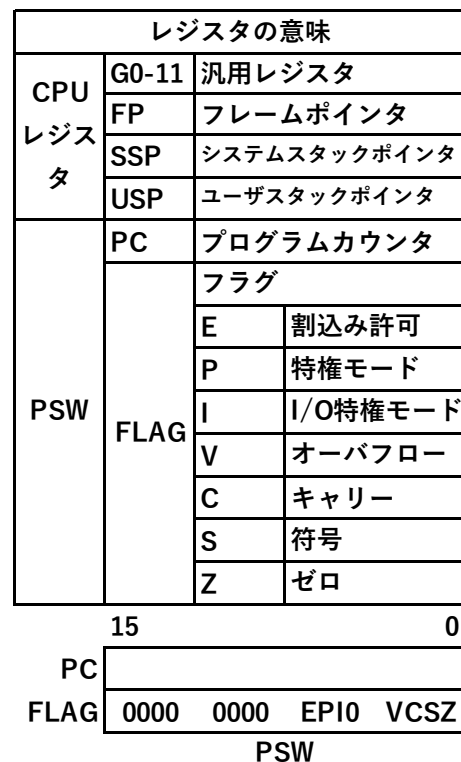 レジスタの意味
CPU
レジス
タ
G0-11 汎用レジスタ
FP フレームポインタ
SSP システムスタックポインタ
USP ユーザスタックポインタ
PSW
PC プログラムカウンタ
FLAG
フラグ
E 割込み許可
P 特権モード
I I/O特権モード
V オーバフロー
C キャリー
S 符号
Z ゼロ
15 0
PC
FLAG 0000 0000 EPI0 VCSZ
PSW